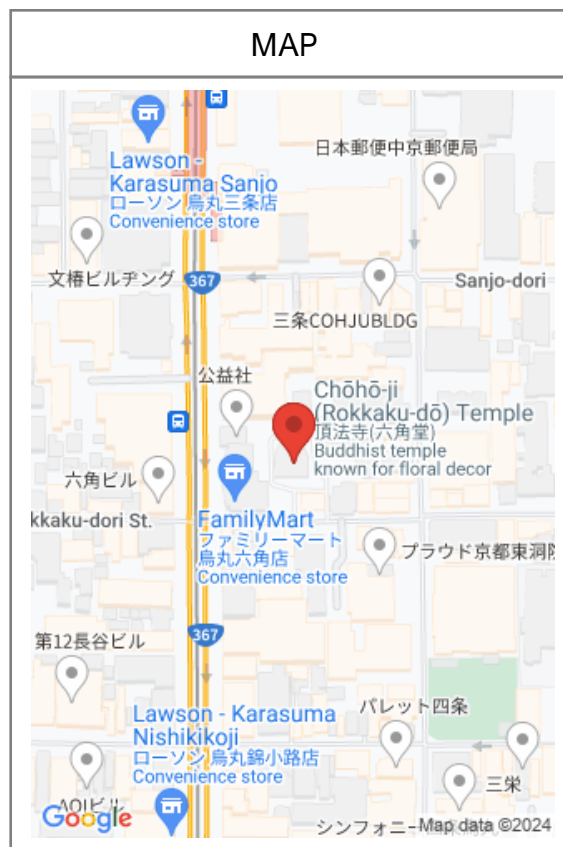 MAP
Lawson -
Karasuma Sanjo
ローソン 烏丸三条店
Convenience store
日本郵便中京郵便局
文椿ビルヂング
367
Sanjo-dori
三条COHJUBLDG
公益社
Chōhō-ji
(Rokkaku-dō) Temple
頂法寺(六角堂)
Buddhist temple
known for floral decor
六角ビル
kkaku-dori St.
FamilyMart
ファミリーマート
烏丸六角店
Convenience store
プラウド京都東洞院
367
第12長谷ビル
パレット四条
Lawson - Karasuma
Nishikikoji
ローソン 烏丸錦小路店
Convenience store
三栄
AOIビル
Google
シンフォニー
Map data ©2024